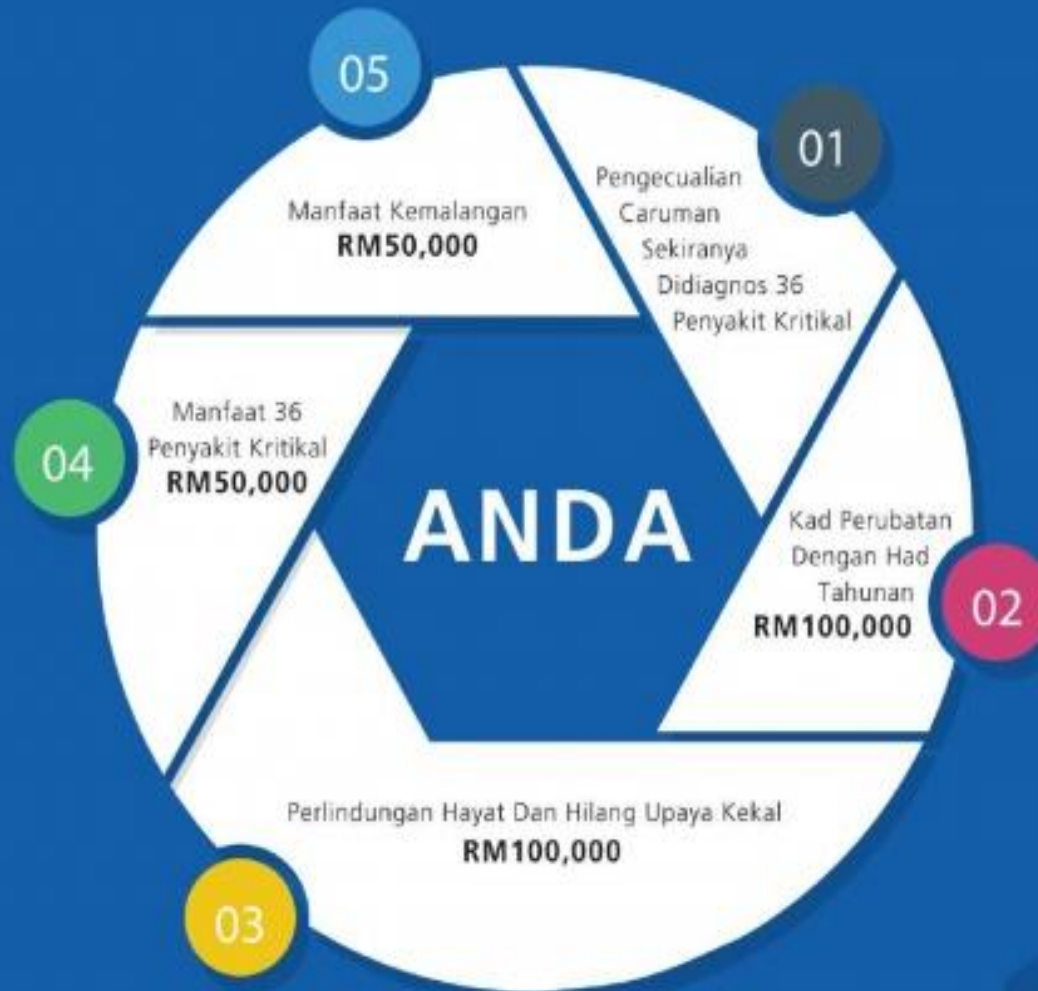 01
Pengecualian
Caruman
Sekiranya
Didiagnos 36
Penyakit Kritikal
02
Kad Perubatan
Dengan Had
Tahunan
RM100,000
03
Perlindungan Hayat Dan Hilang Upaya Kekal
RM100,000
04
Manfaat 36
Penyakit Kritikal
RM50,000
05
Manfaat Kemalangan
RM50,000
ANDA